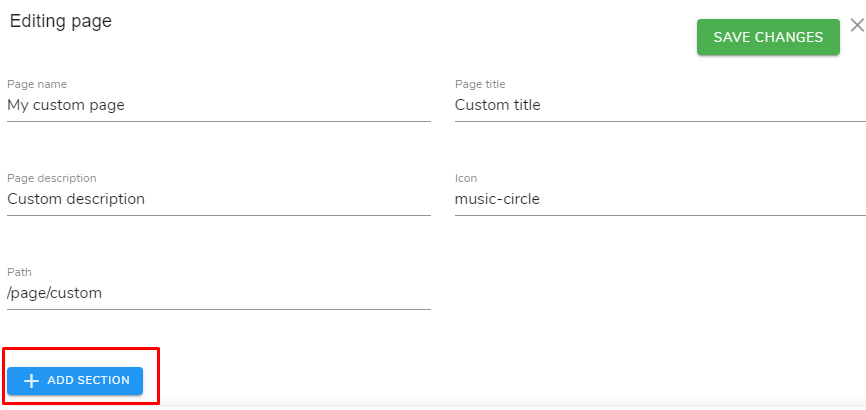 Editing page
SAVE CHANGES
Page name
My custom page
Page title
Custom title
Page description
Custom description
Icon
music-circle
Path
/page/custom
ADD SECTION